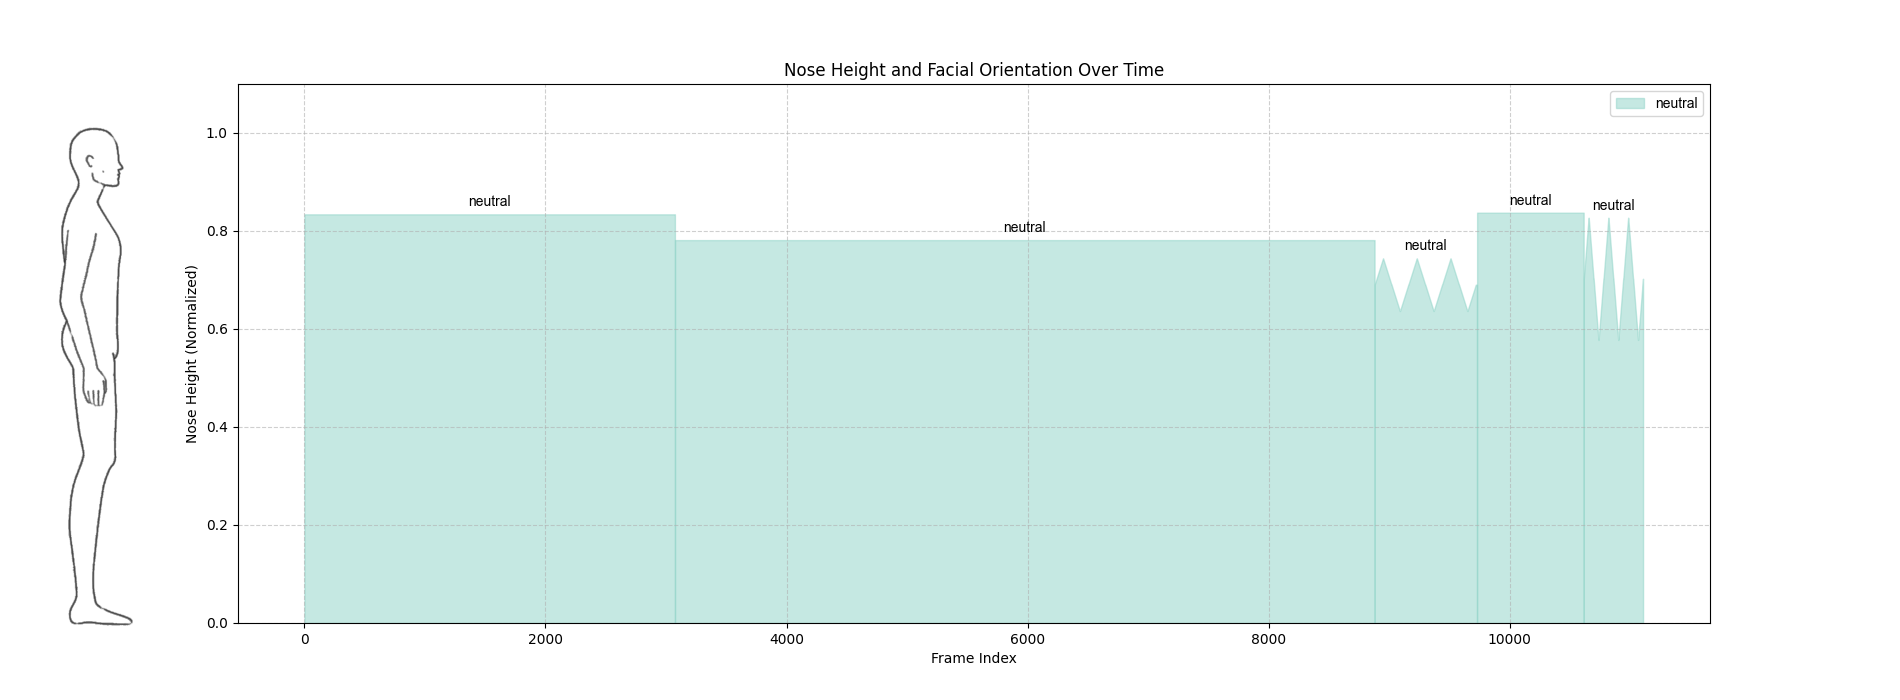 Nose Height and Facial Orientation Over Time
neutral
1.0
0.8
0.6
0.4
0.2
0.0
Nose Height (Normalized)
neutral
neutral
neutral
neutral
neutral
0
2000
4000
6000
8000
10000
Frame Index